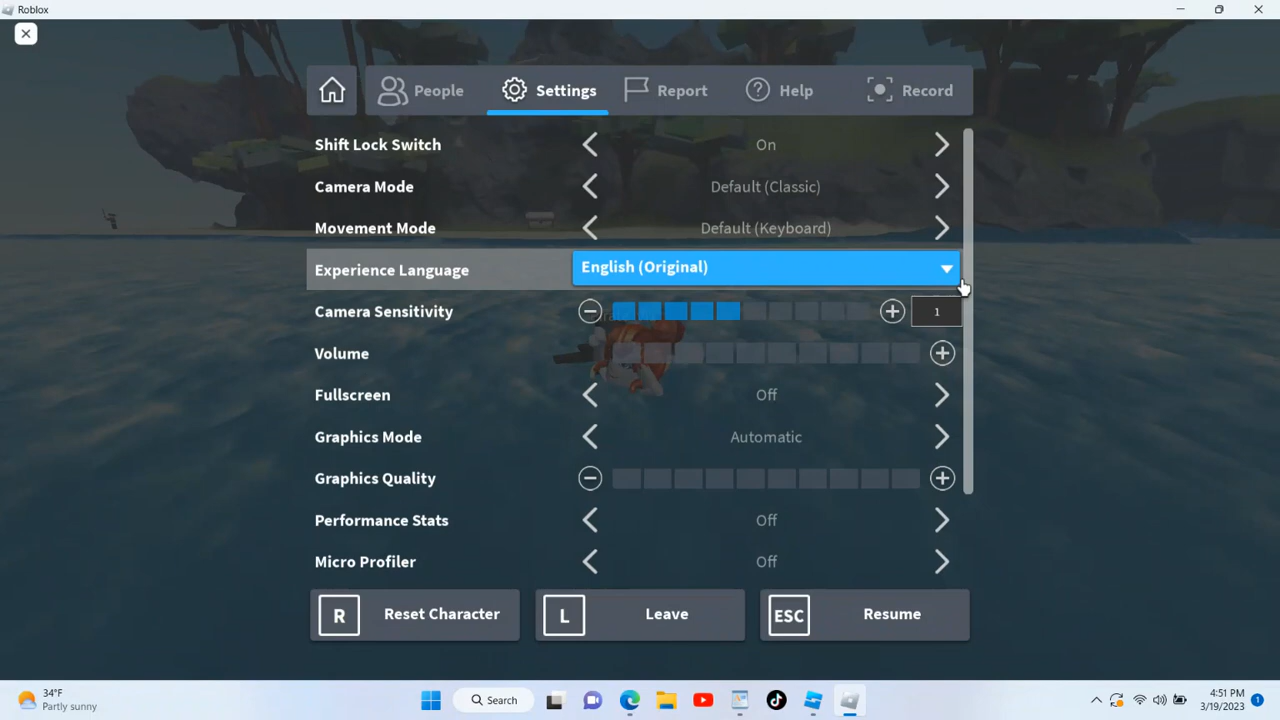 Roblox
People
Settings
Report
Help
Record
Shift Lock Switch
On
Camera Mode
Default (Classic)
Movement Mode
Default (Keyboard)
Experience Language
English (Original)
Camera Sensitivity
1
Volume
Fullscreen
Off
Graphics Mode
Automatic
Graphics Quality
Performance Stats
Off
Micro Profiler
Off
R Reset Character
L Leave
ESC Resume
34°F
Partly sunny
Search
4:51 PM
3/19/2023
1